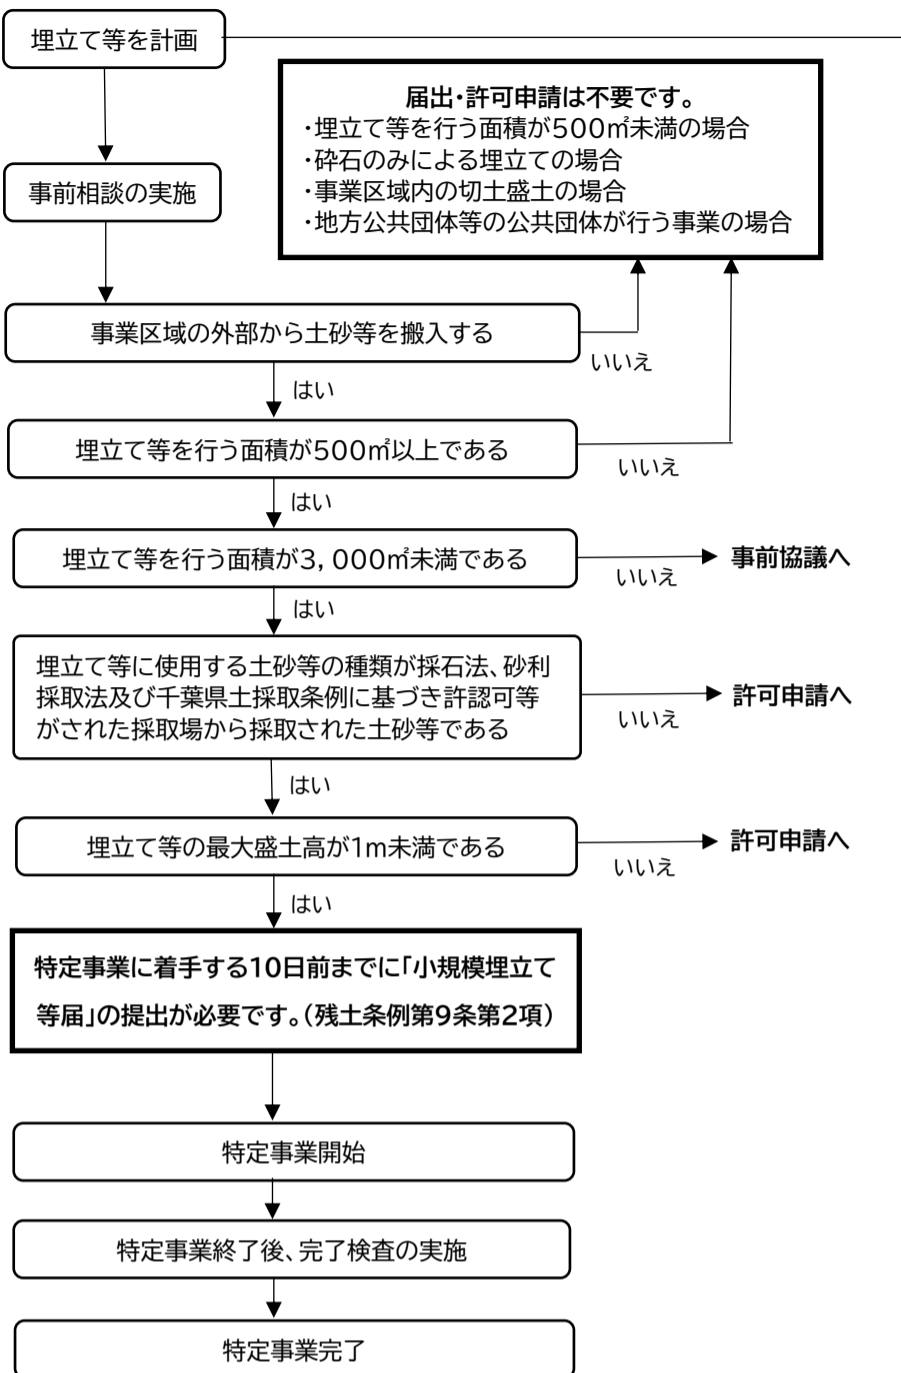 埋立て等を計画
届出・許可申請は不要です。
・埋立て等を行う面積が500㎡未満の場合
・砕石のみによる埋立ての場合
・事業区域内の切土盛土の場合
・地方公共団体等の公共団体が行う事業の場合
事前相談の実施
事業区域の外部から土砂等を搬入する
いいえ
はい
埋立て等を行う面積が500㎡以上である
いいえ
はい
埋立て等を行う面積が3,000㎡未満である
いいえ
事前協議へ
はい
埋立て等に使用する土砂等の種類が採石法、砂利
採取法及び千葉県土採取条例に基づき許認可等
がされた採取場から採取された土砂等である
いいえ
許可申請へ
はい
埋立て等の最大盛土高が1m未満である
いいえ
許可申請へ
はい
特定事業に着手する10日前までに「小規模埋立て
等届」の提出が必要です。(残土条例第9条第2項)
特定事業開始
特定事業終了後、完了検査の実施
特定事業完了